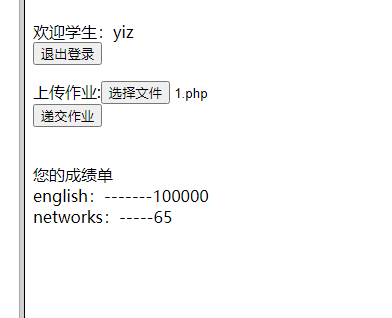 欢迎学生：yiz
退出登录
上传作业:选择文件 1.php
递交作业
您的成绩单
english：-------100000
networks：-----65